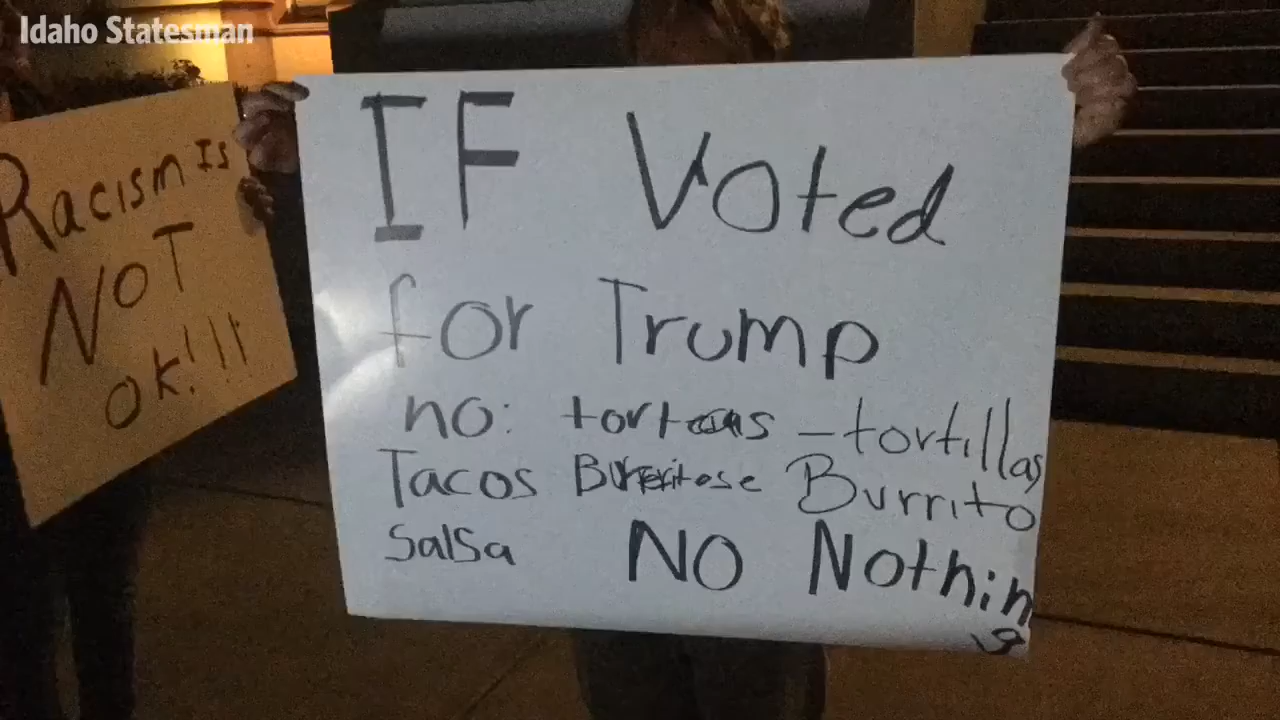 Idaho Statesman
Racism Is
NOT
OK!!!
IF Voted
for Trump
no: tortillas
Tacos Burrito
Salsa NO Nothing